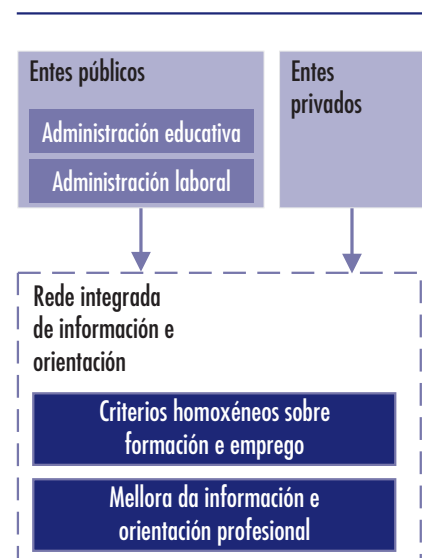 Entes públicos
Administración educativa
Administración laboral
Entes
privados
Rede integrada
de información e
orientación
Criterios homoxéneos sobre
formación e emprego
Mellora da información e
orientación profesional